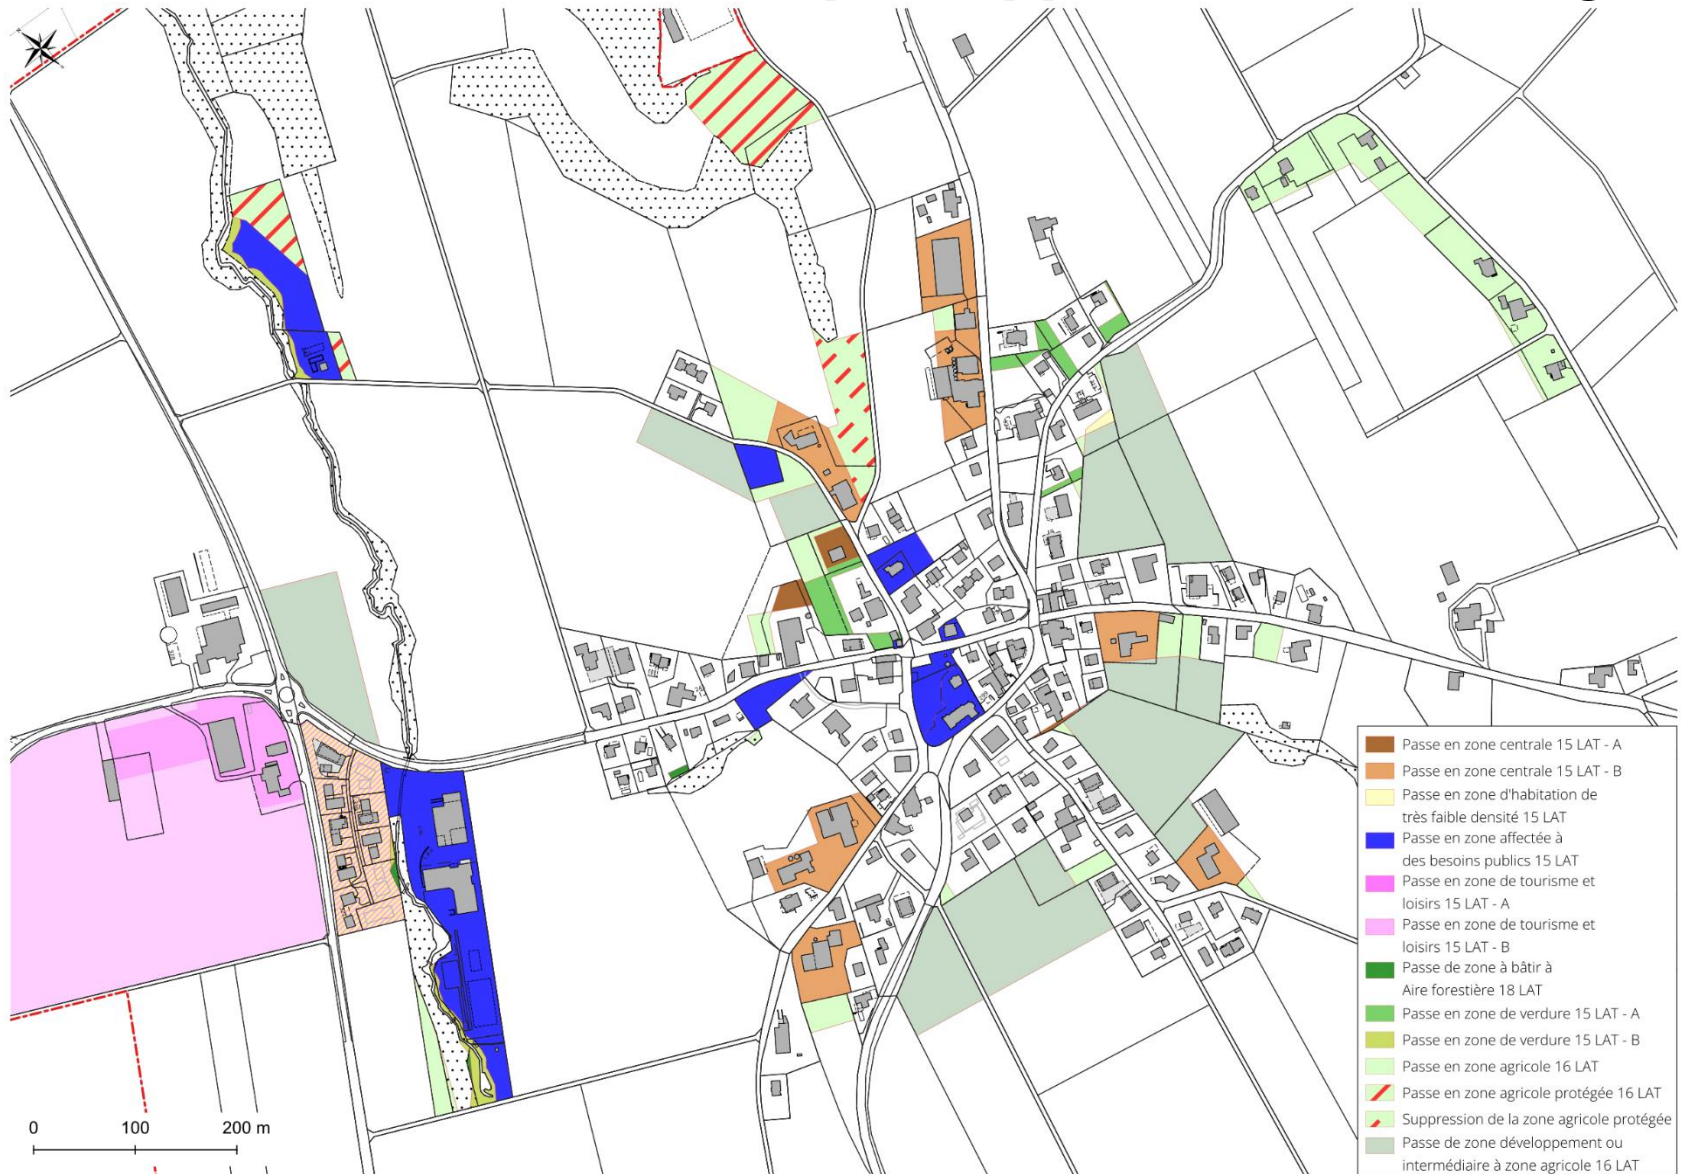 Passe en zone centrale 15 LAT - A
Passe en zone centrale 15 LAT - B
Passe en zone d'habitation de
très faible densité 15 LAT
Passe en zone affectée à
des besoins publics 15 LAT
Passe en zone de tourisme et
loisirs 15 LAT - A
Passe en zone de tourisme et
loisirs 15 LAT - B
Passe de zone à bâtir à
Aire forestière 18 LAT
Passe en zone de verdure 15 LAT - A
Passe en zone de verdure 15 LAT - B
Passe en zone agricole 16 LAT
Passe en zone agricole protégée 16 LAT
Suppression de la zone agricole protégée
Passe de zone développement ou
intermédiaire à zone agricole 16 LAT
0 100 200 m